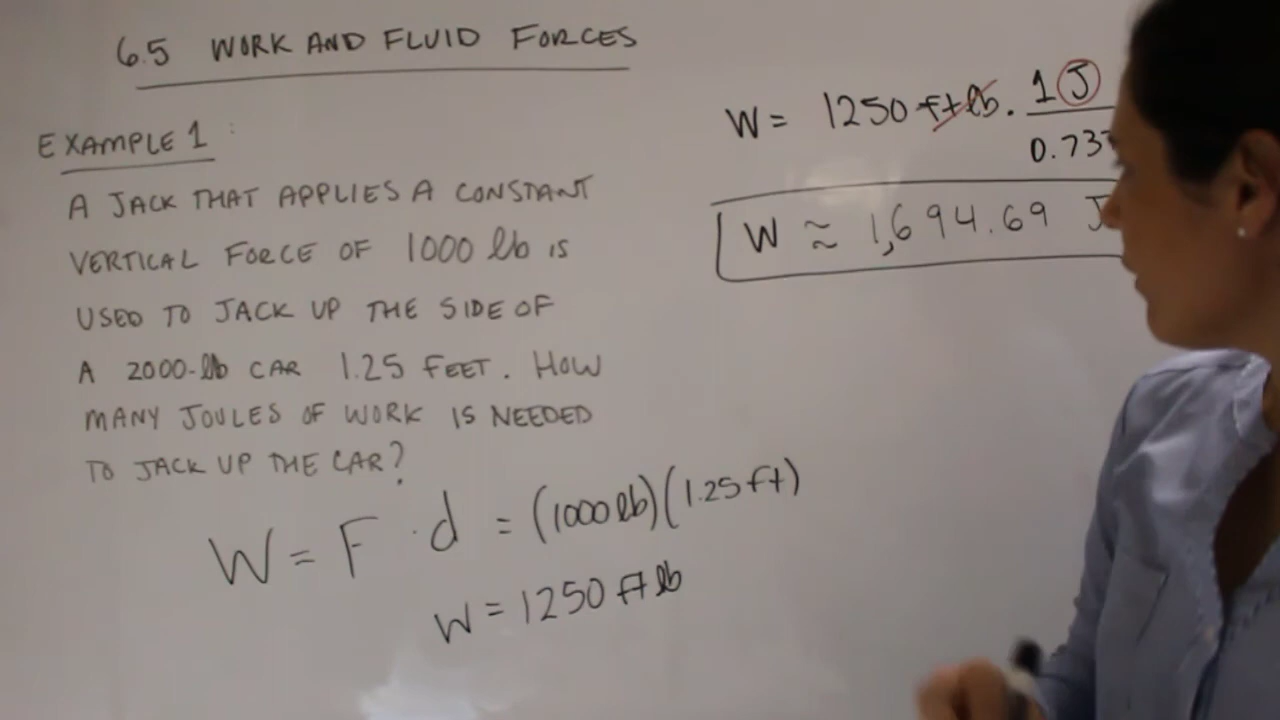 6.5 WORK AND FLUID FORCES
EXAMPLE 1:
A JACK THAT APPLIES A CONSTANT
VERTICAL FORCE OF 1000 lb IS
USED TO JACK UP THE SIDE OF
A 2000-lb CAR 1.25 FEET. HOW
MANY JOULES OF WORK IS NEEDED
TO JACK UP THE CAR?
W = F · d = (1000 lb)(1.25 ft)
W = 1250 ft lb
W = 1250 ft lb · 1 J
0.737
W ≈ 1,694.69 J